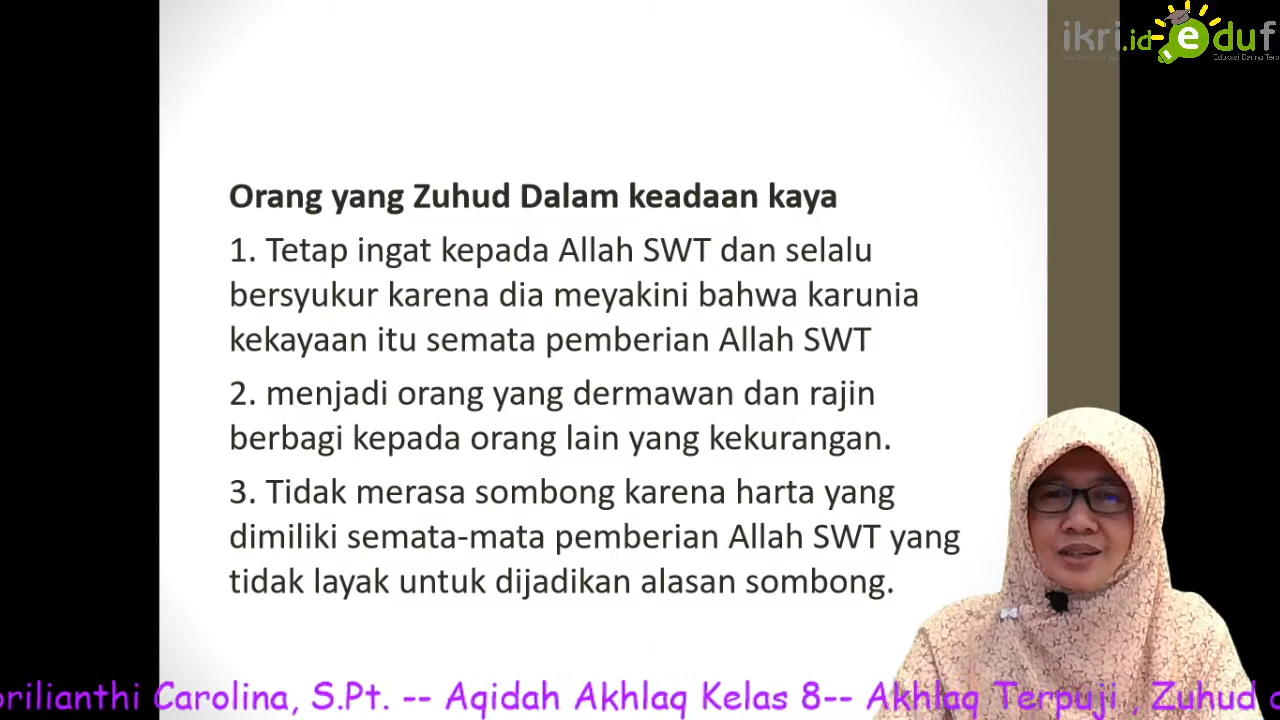 ikri.id eduf
Orang yang Zuhud Dalam keadaan kaya
1. Tetap ingat kepada Allah SWT dan selalu
bersyukur karena dia meyakini bahwa karunia
kekayaan itu semata pemberian Allah SWT
2. menjadi orang yang dermawan dan rajin
berbagi kepada orang lain yang kekurangan.
3. Tidak merasa sombong karena harta yang
dimiliki semata-mata pemberian Allah SWT yang
tidak layak untuk dijadikan alasan sombong.
prilianthi Carolina, S.Pt. -- Aqidah Akhlaq Kelas 8-- Akhlaq Terpuji , Zuhud